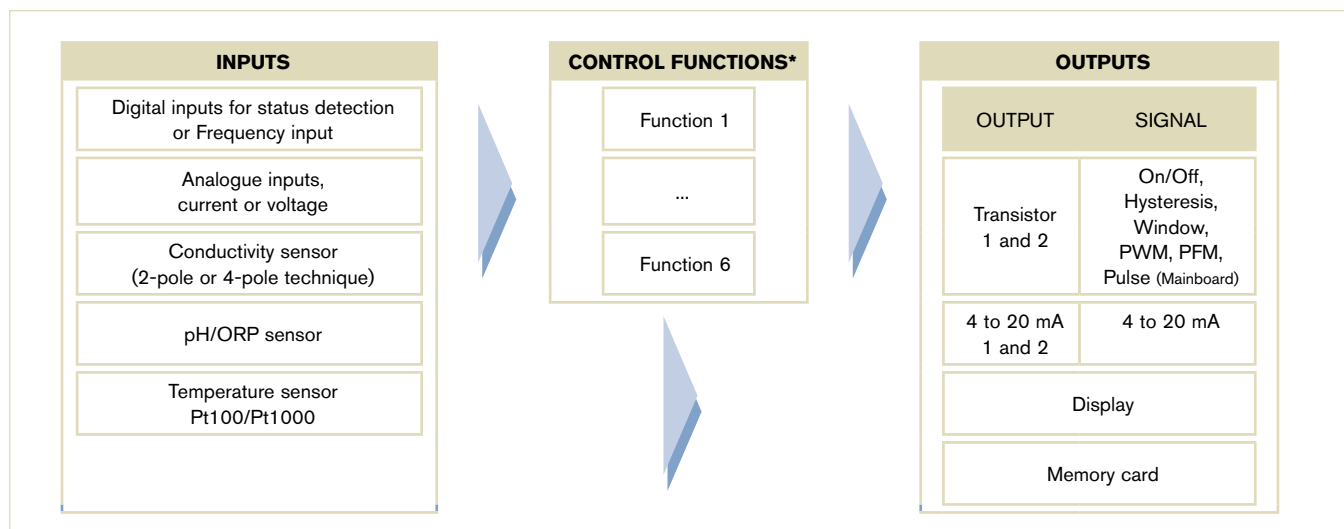 INPUTS
Digital inputs for status detection
or Frequency input
Analogue inputs,
current or voltage
Conductivity sensor
(2-pole or 4-pole technique)
pH/ORP sensor
Temperature sensor
Pt100/Pt1000
CONTROL FUNCTIONS*
Function 1
...
Function 6
OUTPUTS
OUTPUT
SIGNAL
Transistor
1 and 2
On/Off,
Hysteresis,
Window,
PWM, PFM,
Pulse (Mainboard)
4 to 20 mA
1 and 2
4 to 20 mA
Display
Memory card